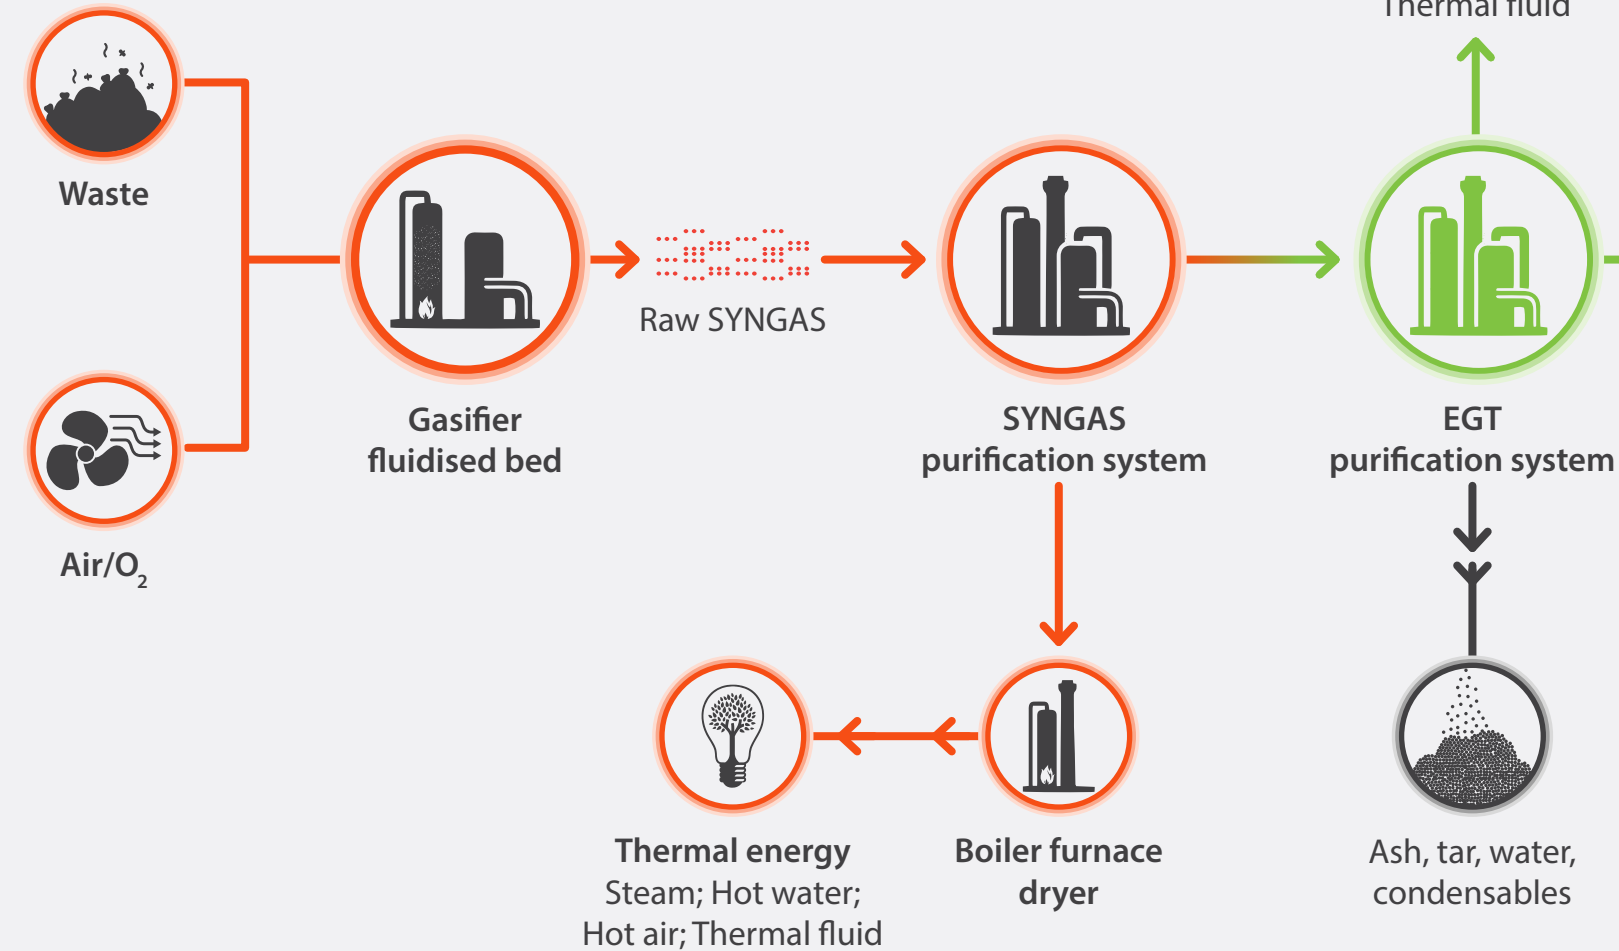 Thermal fluid
Waste
Raw SYNGAS
Gasifier
fluidised bed
SYNGAS
purification system
EGT
purification system
Air/O₂
Thermal energy
Steam; Hot water;
Hot air; Thermal fluid
Boiler furnace
dryer
Ash, tar, water,
condensables